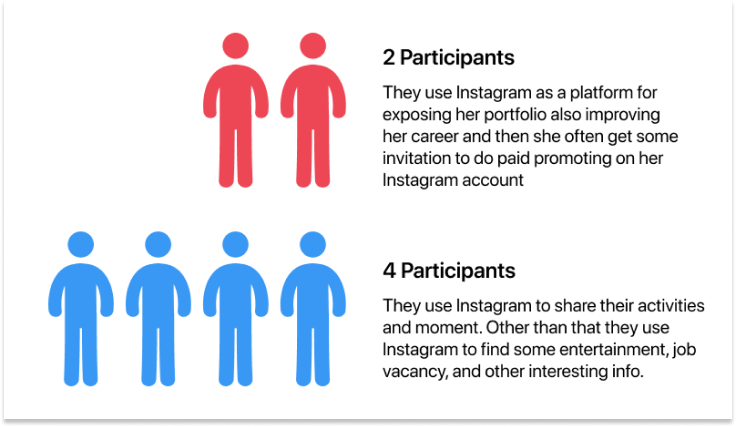 2 Participants
They use Instagram as a platform for
exposing her portfolio also improving
her career and then she often get some
invitation to do paid promoting on her
Instagram account
4 Participants
They use Instagram to share their activities
and moment. Other than that they use
Instagram to find some entertainment, job
vacancy, and other interesting info.